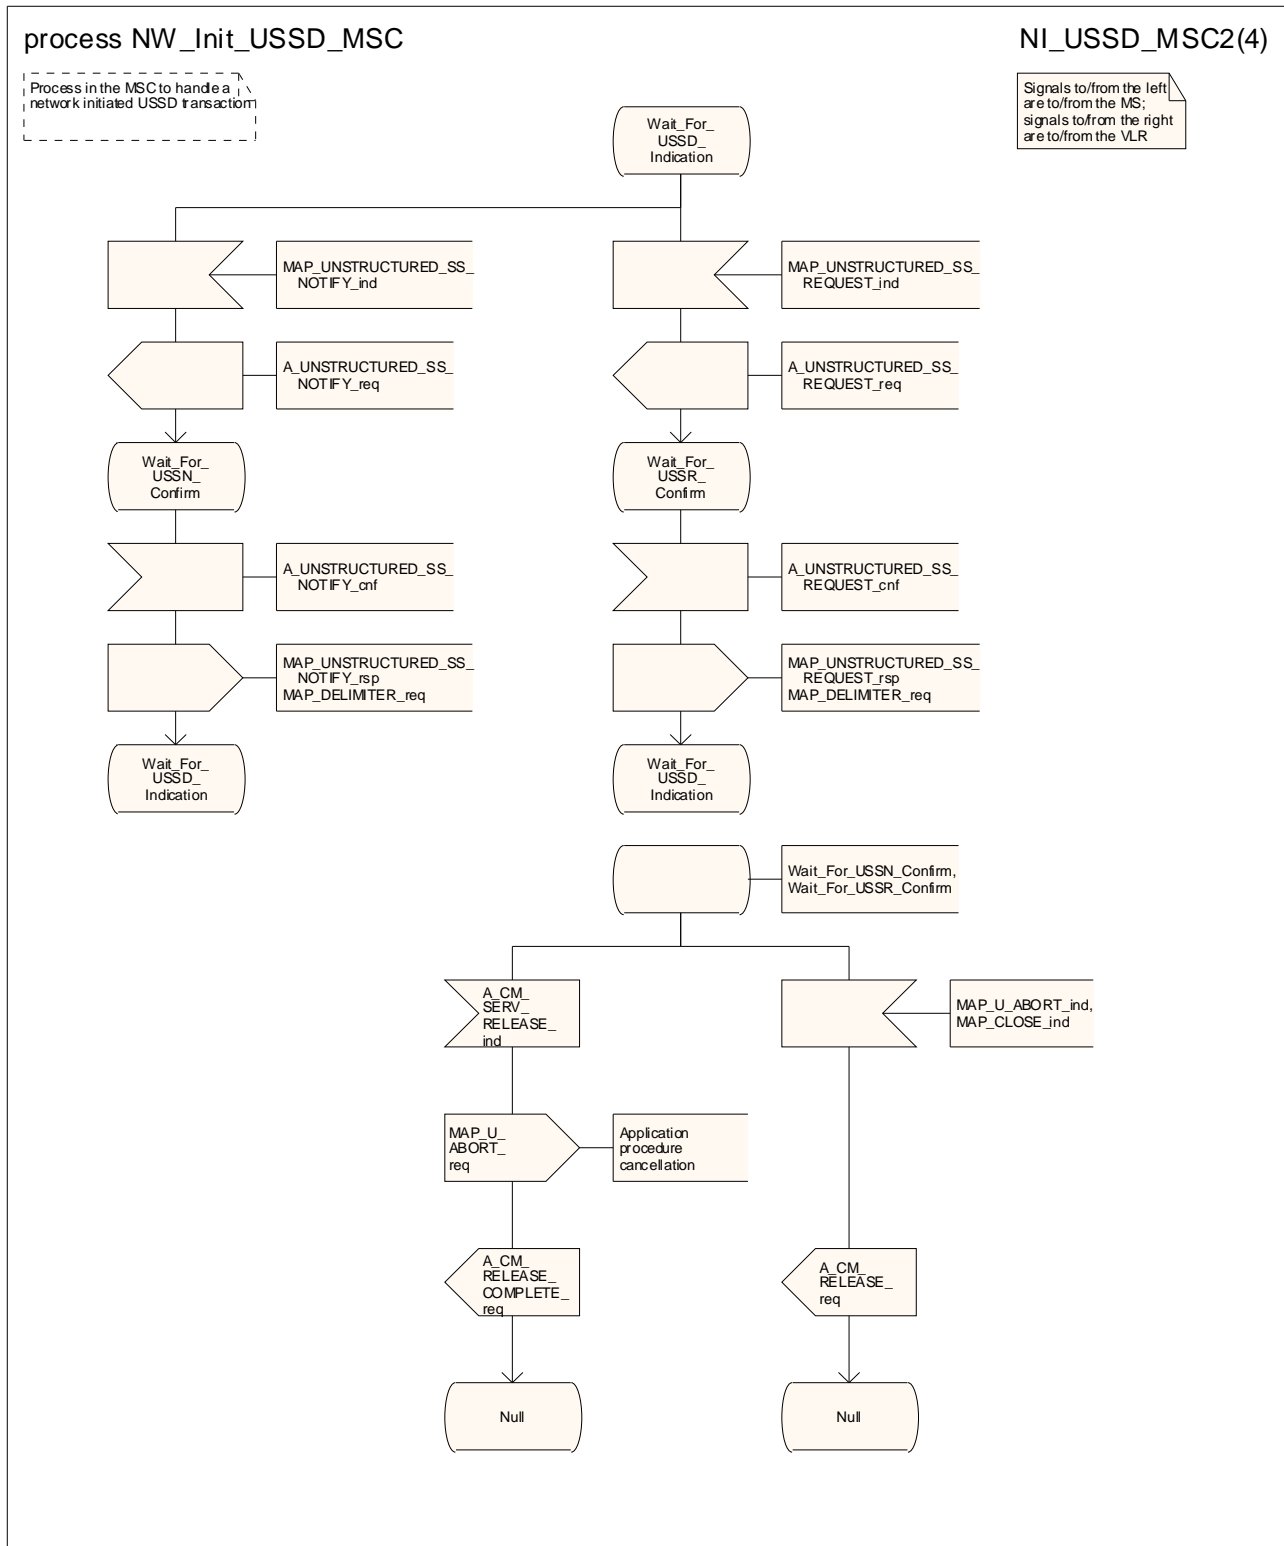 process NW_Init_USSD_MSC
NI_USSD_MSC2(4)
Process in the MSC to handle a
network initiated USSD transaction
Signals to/from the left
are to/from the MS;
signals to/from the right
are to/from the VLR
Wait_For_
USSD_
Indication
MAP_UNSTRUCTURED_SS_
NOTIFY_ind
MAP_UNSTRUCTURED_SS_
REQUEST_ind
A_UNSTRUCTURED_SS_
NOTIFY_req
A_UNSTRUCTURED_SS_
REQUEST_req
Wait_For_
USSN_
Confirm
Wait_For_
USSR_
Confirm
A_UNSTRUCTURED_SS_
NOTIFY_cnf
A_UNSTRUCTURED_SS_
REQUEST_cnf
MAP_UNSTRUCTURED_SS_
NOTIFY_rsp
MAP_DELIMITER_req
MAP_UNSTRUCTURED_SS_
REQUEST_rsp
MAP_DELIMITER_req
Wait_For_
USSD_
Indication
Wait_For_
USSD_
Indication
Wait_For_USSN_Confirm,
Wait_For_USSR_Confirm
A_CM_
SERV_
RELEASE_
ind
MAP_U_ABORT_ind,
MAP_CLOSE_ind
MAP_U_
ABORT_
req
Application
procedure
cancellation
A_CM_
RELEASE_
COMPLETE_
req
A_CM_
RELEASE_
req
Null
Null